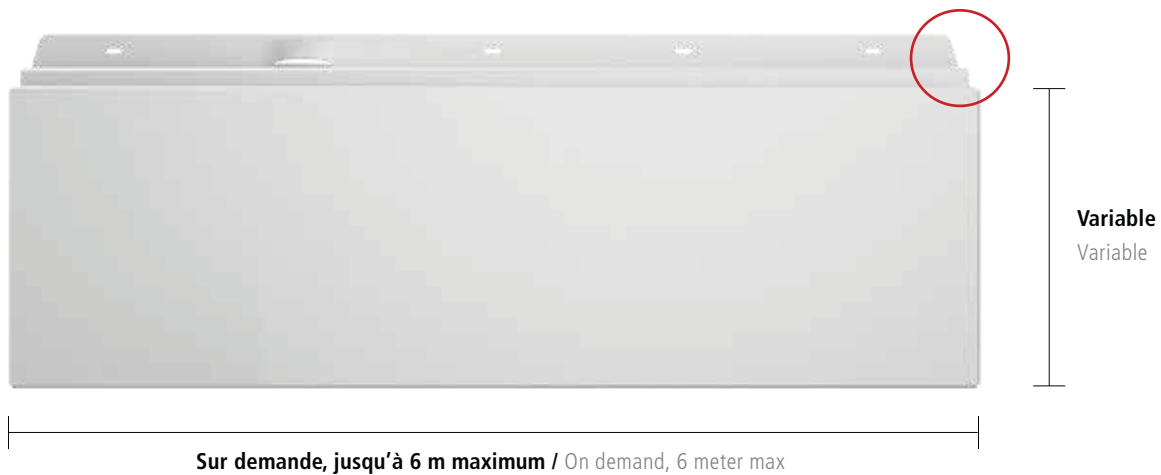 Variable
Variable
Sur demande, jusqu'à 6 m maximum / On demand, 6 meter max